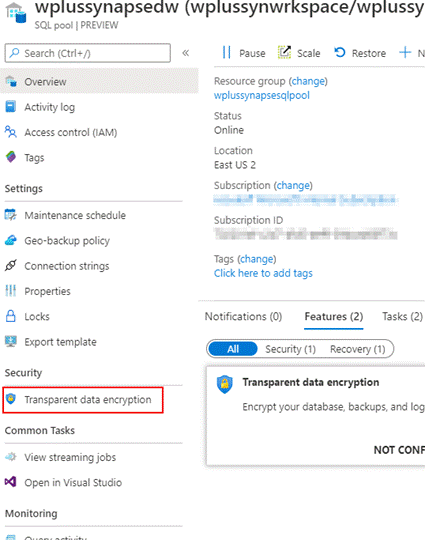 wplussynapsedw (wplussynwrkspace/wplussy
SQL pool | PREVIEW
Search (Ctrl+/)
«
Overview
Activity log
Access control (IAM)
Tags
Settings
Maintenance schedule
Geo-backup policy
Connection strings
Properties
Locks
Export template
Security
Transparent data encryption
Common Tasks
View streaming jobs
Open in Visual Studio
Monitoring
Query activity
Pause Scale Restore N
Resource group (change)
wplussynapsesqlpool
Status
Online
Location
East US 2
Subscription (change)
Subscription ID
Tags (change)
Click here to add tags
Notifications (0) Features (2) Tasks (2)
All Security (1) Recovery (1)
Transparent data encryption
Encrypt your database, backups, and log
NOT CONF